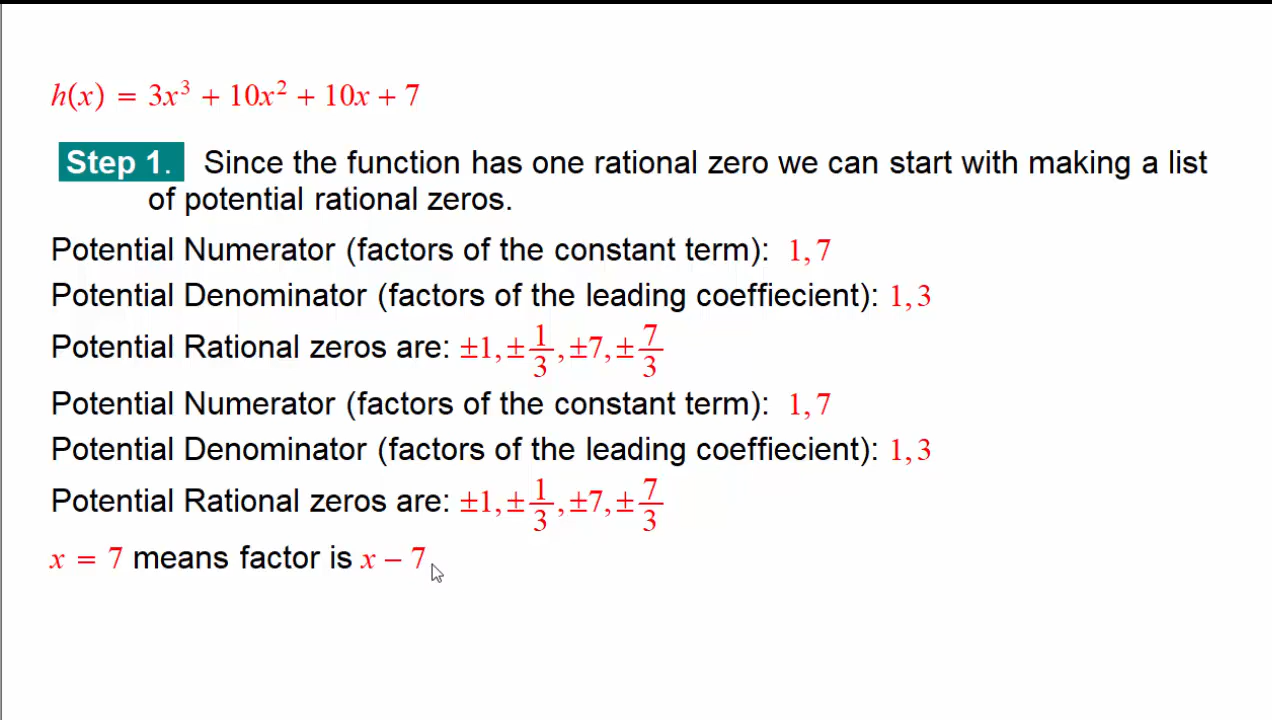 h(x) = 3x³ + 10x² + 10x + 7
Step 1. Since the function has one rational zero we can start with making a list
of potential rational zeros.
Potential Numerator (factors of the constant term): 1, 7
Potential Denominator (factors of the leading coeffiecient): 1, 3
Potential Rational zeros are: ±1, ±1/3, ±7, ±7/3
Potential Numerator (factors of the constant term): 1, 7
Potential Denominator (factors of the leading coeffiecient): 1, 3
Potential Rational zeros are: ±1, ±1/3, ±7, ±7/3
x = 7 means factor is x − 7